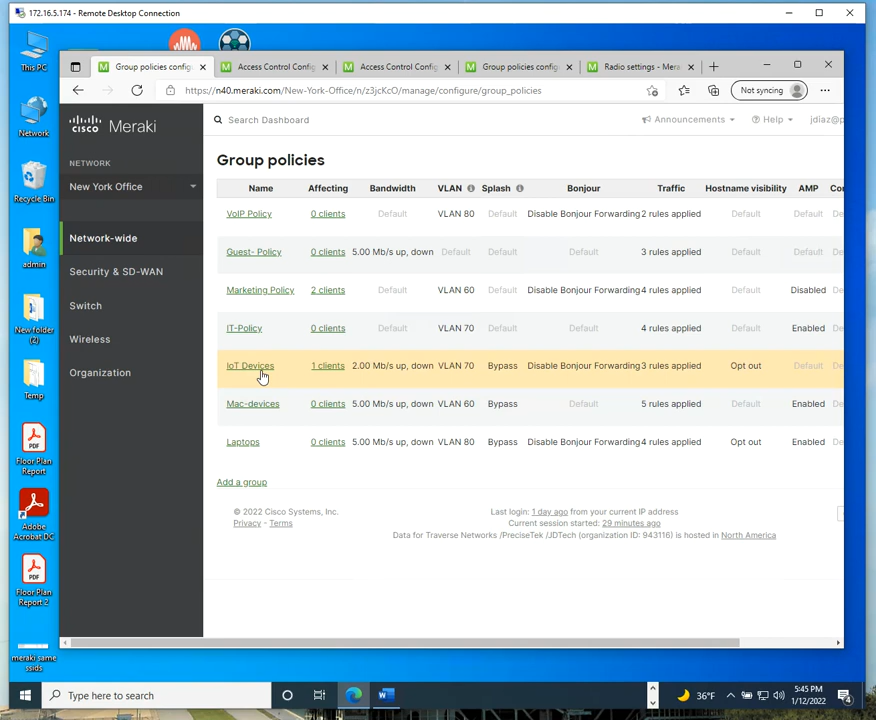 172.16.5.174 - Remote Desktop Connection
This PC
Network
Recycle Bin
admin
New folder
(2)
Temp
Floor Plan
Report
Adobe
Acrobat DC
Floor Plan
Report 2
meraki same
ssids
Group policies config
Access Control Config
Access Control Config
Group policies config
Radio settings - Mera
https://n40.meraki.com/New-York-Office/n/z3jcKcO/manage/configure/group_policies
Not syncing
CISCO Meraki
Search Dashboard
Announcements
Help
jdiaz@p
NETWORK
New York Office
Network-wide
Security & SD-WAN
Switch
Wireless
Organization
Group policies
Name Affecting Bandwidth VLAN Splash Bonjour Traffic Hostname visibility AMP Con
VoIP Policy 0 clients Default VLAN 80 Default Disable Bonjour Forwarding 2 rules applied Default Default
Guest- Policy 0 clients 5.00 Mb/s up, down Default Default Default 3 rules applied Default Default
Marketing Policy 2 clients Default VLAN 60 Default Disable Bonjour Forwarding 4 rules applied Default Disabled
IT-Policy 0 clients Default VLAN 70 Default Default 4 rules applied Default Enabled
IoT Devices 1 clients 2.00 Mb/s up, down VLAN 70 Bypass Disable Bonjour Forwarding 3 rules applied Opt out Default
Mac-devices 0 clients 5.00 Mb/s up, down VLAN 60 Bypass Default 5 rules applied Default Enabled
Laptops 0 clients 5.00 Mb/s up, down VLAN 80 Bypass Disable Bonjour Forwarding 4 rules applied Opt out Enabled
Add a group
© 2022 Cisco Systems, Inc.
Privacy - Terms
Last login: 1 day ago from your current IP address
Current session started: 29 minutes ago
Data for Traverse Networks /PreciseTek /JDTech (organization ID: 943116) is hosted in North America
Type here to search
36°F
5:45 PM
1/12/2022
4